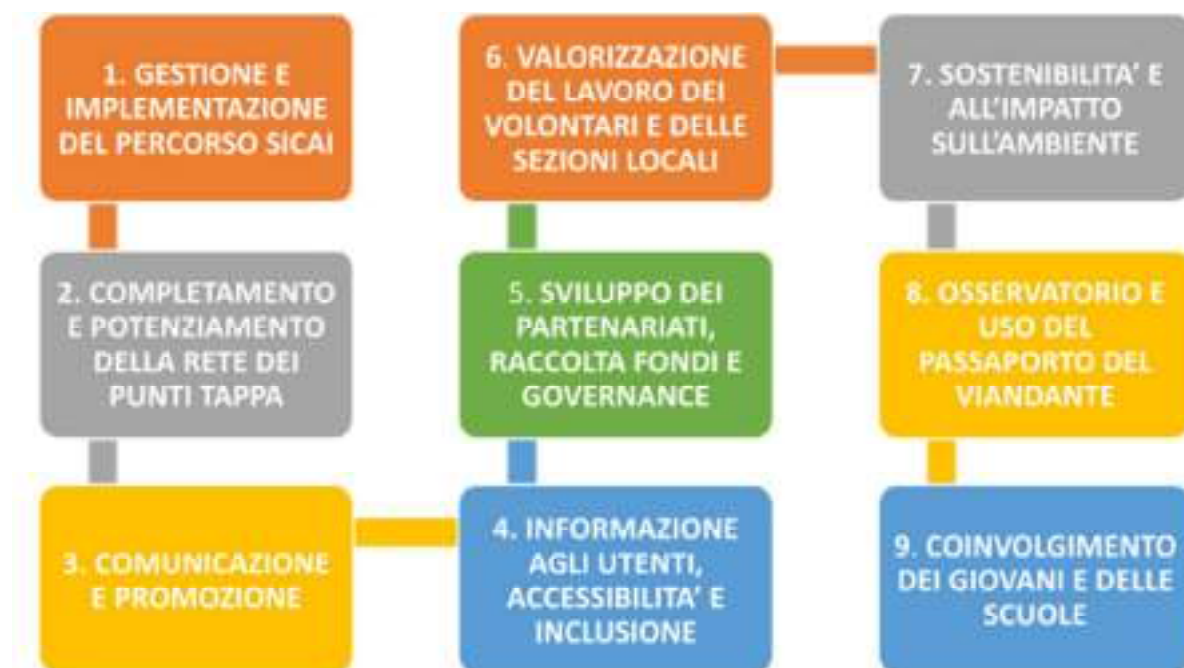 1. GESTIONE E
IMPLEMENTAZIONE
DEL PERCORSO SICAI
2. COMPLETAMENTO
E POTENZIAMENTO
DELLA RETE DEI
PUNTI TAPPA
3. COMUNICAZIONE
E PROMOZIONE
4. INFORMAZIONE
AGLI UTENTI,
ACCESSIBILITA' E
INCLUSIONE
5. SVILUPPO DEI
PARTENARIATI,
RACCOLTA FONDI E
GOVERNANCE
6. VALORIZZAZIONE
DEL LAVORO DEI
VOLONTARI E DELLE
SEZIONI LOCALI
7. SOSTENIBILITA' E
ALL'IMPATTO
SULL'AMBIENTE
8. OSSERVATORIO E
USO DEL
PASSAPORTO DEL
VIANDANTE
9. COINVOLGIMENTO
DEI GIOVANI E DELLE
SCUOLE